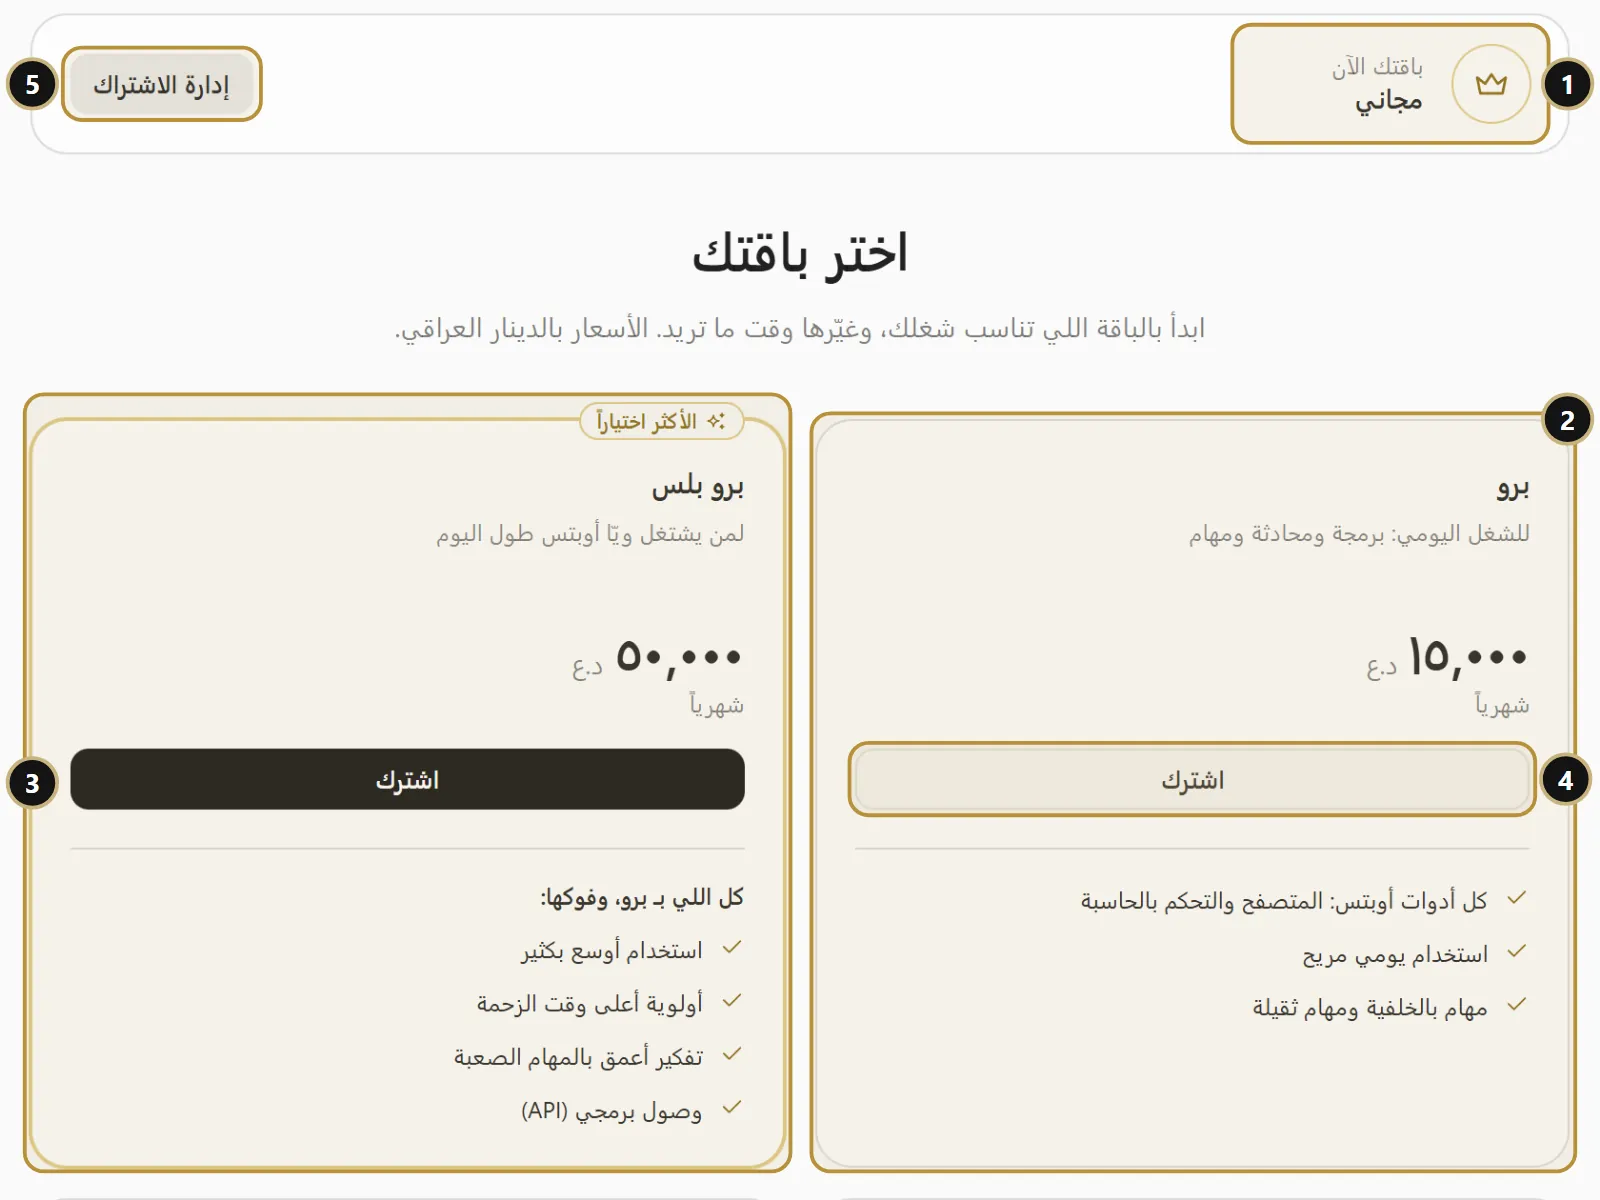 1
باقتك الآن
مجاني
إدارة الاشتراك
5
اختر باقتك
ابدأ بالباقة اللي تناسب شغلك، وغيّرها وقت ما تريد. الأسعار بالدينار العراقي.
2
برو
للشغل اليومي: برمجة ومحادثة ومهام
١٥,٠٠٠ د.ع
شهرياً
اشترك
4
كل أدوات أوبتس: المتصفح والتحكم بالحاسبة
استخدام يومي مريح
مهام بالخلفية ومهام ثقيلة
الأكثر اختياراً
برو بلس
لمن يشتغل ويّا أوبتس طول اليوم
٥٠,٠٠٠ د.ع
شهرياً
اشترك
3
كل اللي بـ برو، وفوكها:
استخدام أوسع بكثير
أولوية أعلى وقت الزحمة
تفكير أعمق بالمهام الصعبة
وصول برمجي (API)